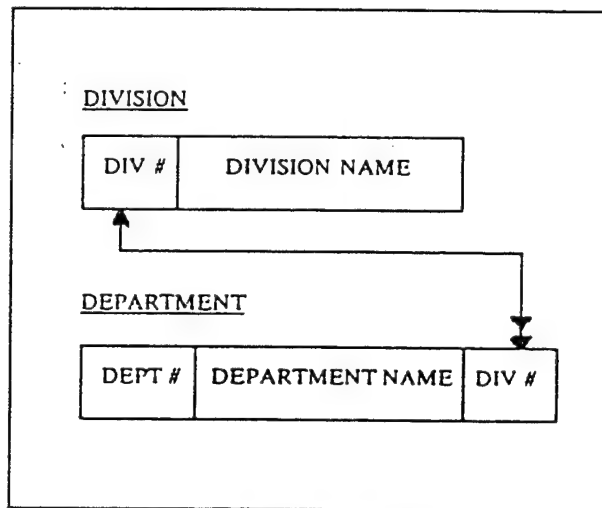 DIVISION
DIV # DIVISION NAME
DEPARTMENT
DEPT # DEPARTMENT NAME DIV #